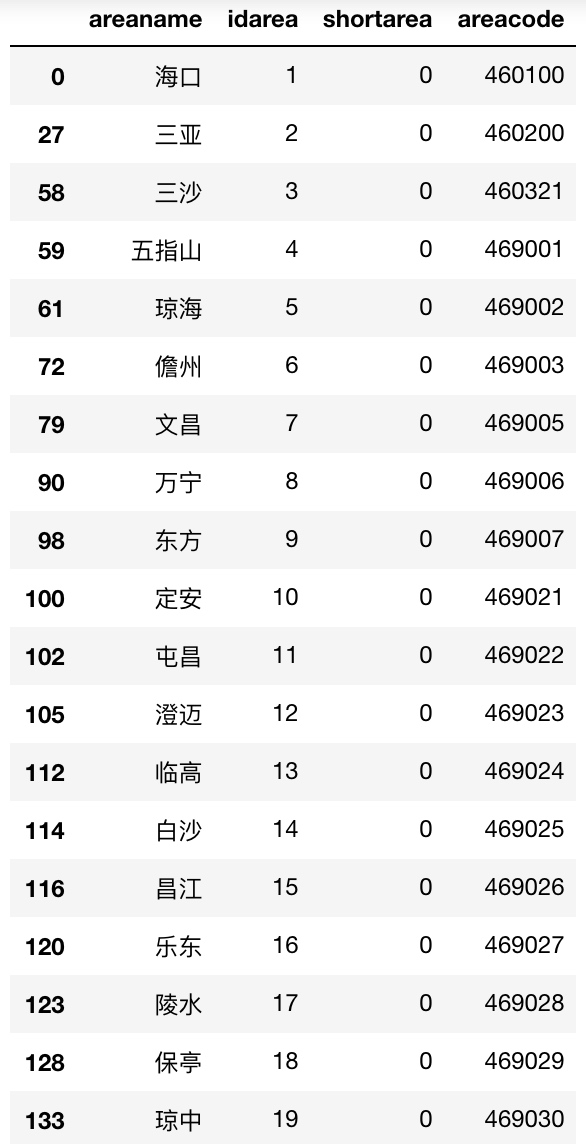 areaname idarea shortarea areacode
0 海口 1 0 460100
27 三亚 2 0 460200
58 三沙 3 0 460321
59 五指山 4 0 469001
61 琼海 5 0 469002
72 儋州 6 0 469003
79 文昌 7 0 469005
90 万宁 8 0 469006
98 东方 9 0 469007
100 定安 10 0 469021
102 屯昌 11 0 469022
105 澄迈 12 0 469023
112 临高 13 0 469024
114 白沙 14 0 469025
116 昌江 15 0 469026
120 乐东 16 0 469027
123 陵水 17 0 469028
128 保亭 18 0 469029
133 琼中 19 0 469030